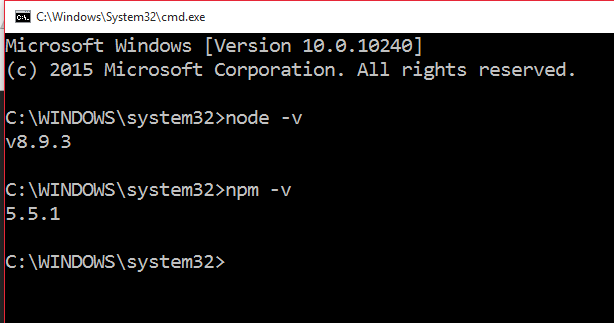 C:\Windows\System32\cmd.exe
Microsoft Windows [Version 10.0.10240]
(c) 2015 Microsoft Corporation. All rights reserved.
C:\WINDOWS\system32>node -v
v8.9.3
C:\WINDOWS\system32>npm -v
5.5.1
C:\WINDOWS\system32>